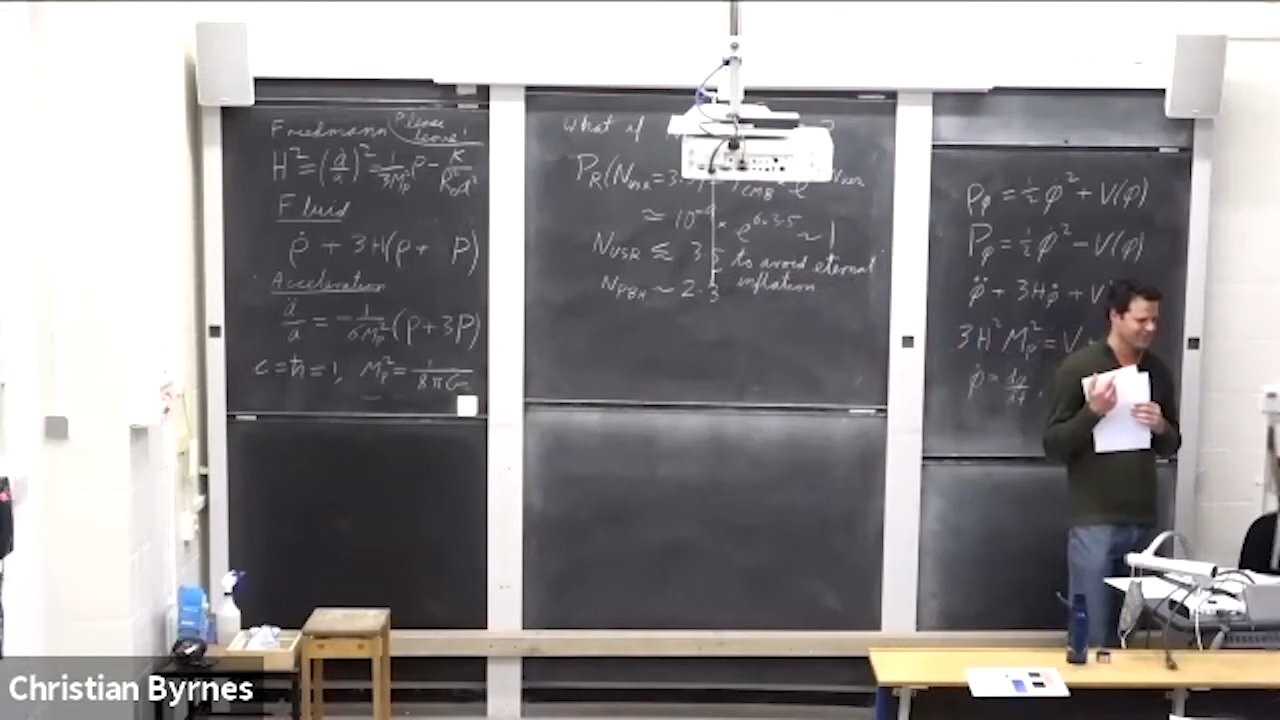 Friedmann Please leave!
H² = (ȧ/a)² = 1/3M_P² ρ - K/R₀²a²
Fluid
ρ̇ + 3H(ρ + P)
Acceleration
ä/a = -1/6M_P² (ρ + 3P)
c = ħ = 1, M_P² = 1/8πG
What if
P_R(N_USR = 3.5)
≃ 10⁻⁹ × e^{6·3.5} ~ 1
N_USR ≲ 3.5 to avoid eternal inflation
N_PBH ~ 2.3
ρ_φ = ½ φ̇² + V(φ)
P_φ = ½ φ̇² - V(φ)
φ̈ + 3Hφ̇ + V
3H²M_P² = V
φ̇ = dφ/dt
Christian Byrnes